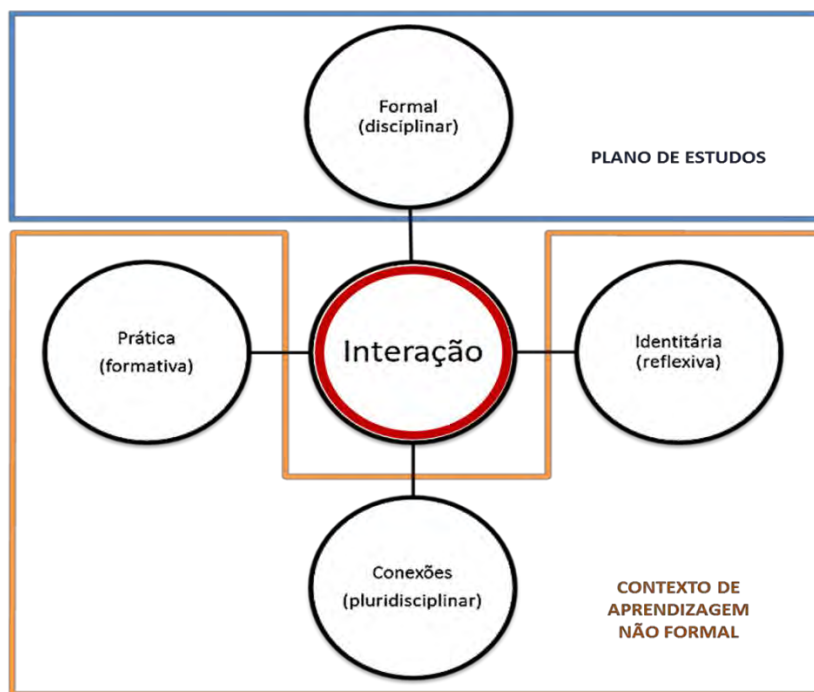 Formal
(disciplinar)
PLANO DE ESTUDOS
Prática
(formativa)
Interação
Identitária
(reflexiva)
Conexões
(pluridisciplinar)
CONTEXTO DE
APRENDIZAGEM
NÃO FORMAL